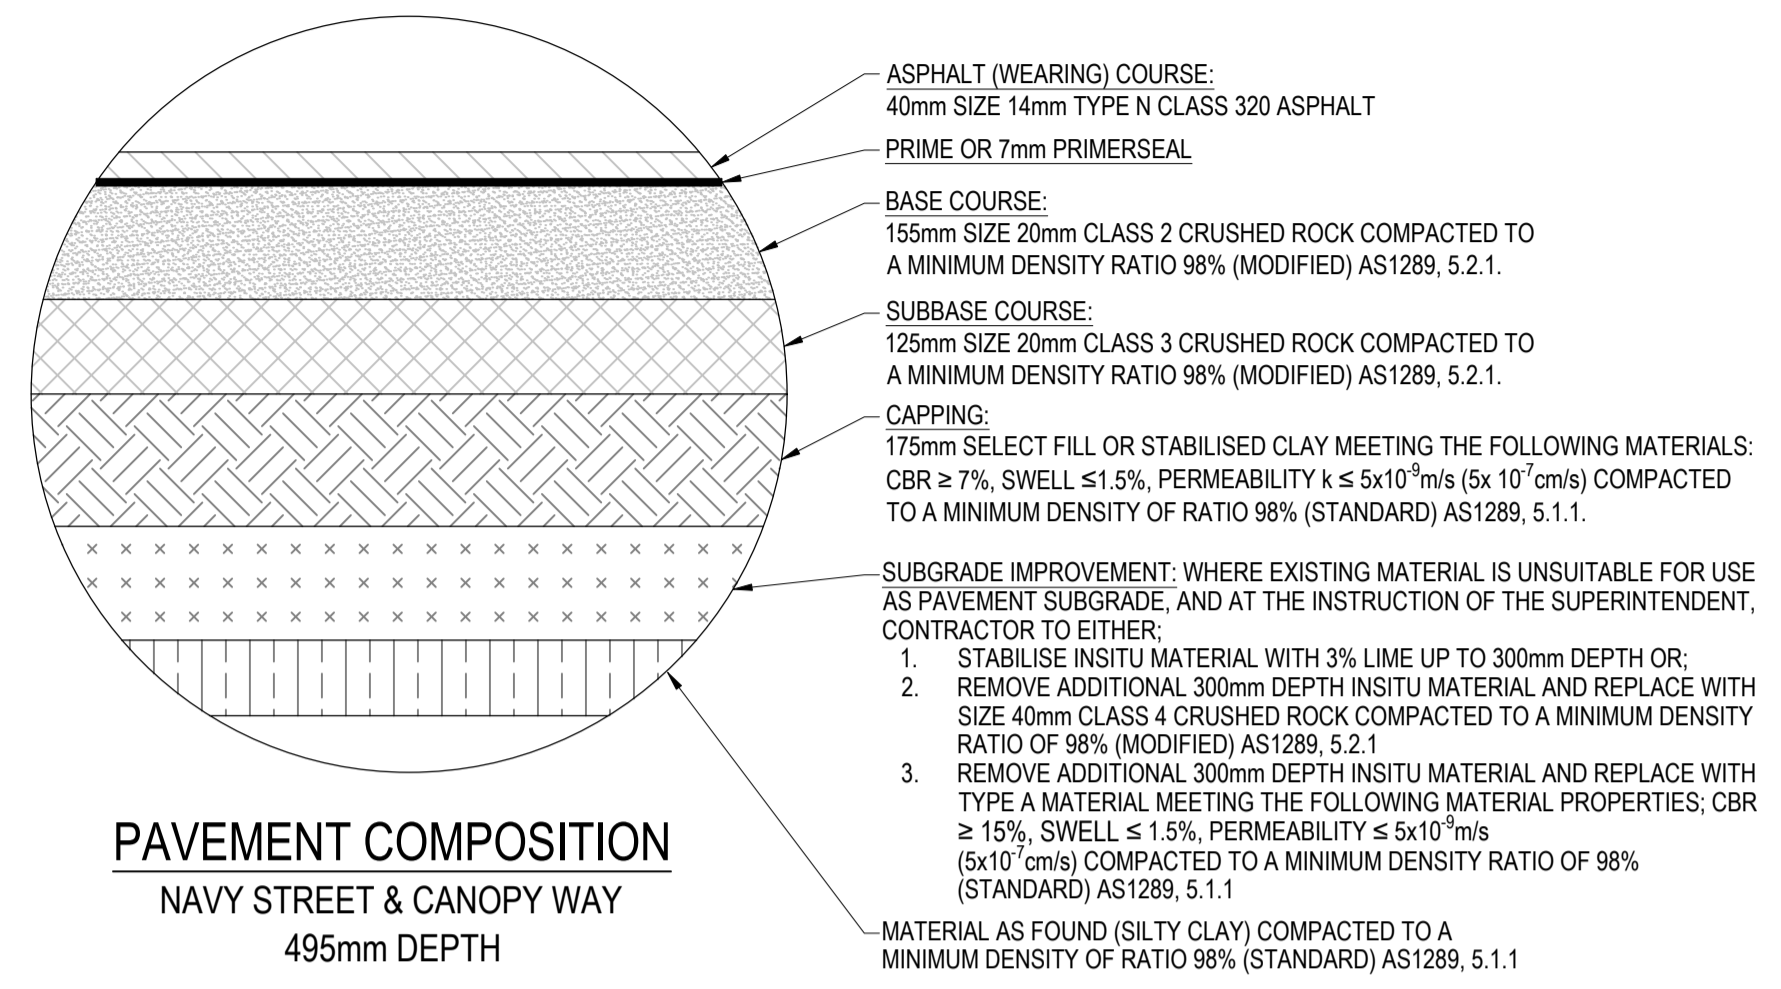 ASPHALT (WEARING) COURSE:
40mm SIZE 14mm TYPE N CLASS 320 ASPHALT
PRIME OR 7mm PRIMERSEAL
BASE COURSE:
155mm SIZE 20mm CLASS 2 CRUSHED ROCK COMPACTED TO
A MINIMUM DENSITY RATIO 98% (MODIFIED) AS1289, 5.2.1.
SUBBASE COURSE:
125mm SIZE 20mm CLASS 3 CRUSHED ROCK COMPACTED TO
A MINIMUM DENSITY RATIO 98% (MODIFIED) AS1289, 5.2.1.
CAPPING:
175mm SELECT FILL OR STABILISED CLAY MEETING THE FOLLOWING MATERIALS:
CBR ≥ 7%, SWELL ≤1.5%, PERMEABILITY k ≤ 5x10⁻⁹m/s (5x 10⁻⁷cm/s) COMPACTED
TO A MINIMUM DENSITY OF RATIO 98% (STANDARD) AS1289, 5.1.1.
SUBGRADE IMPROVEMENT: WHERE EXISTING MATERIAL IS UNSUITABLE FOR USE
AS PAVEMENT SUBGRADE, AND AT THE INSTRUCTION OF THE SUPERINTENDENT,
CONTRACTOR TO EITHER;
1. STABILISE INSITU MATERIAL WITH 3% LIME UP TO 300mm DEPTH OR;
2. REMOVE ADDITIONAL 300mm DEPTH INSITU MATERIAL AND REPLACE WITH
SIZE 40mm CLASS 4 CRUSHED ROCK COMPACTED TO A MINIMUM DENSITY
RATIO OF 98% (MODIFIED) AS1289, 5.2.1
3. REMOVE ADDITIONAL 300mm DEPTH INSITU MATERIAL AND REPLACE WITH
TYPE A MATERIAL MEETING THE FOLLOWING MATERIAL PROPERTIES; CBR
≥ 15%, SWELL ≤ 1.5%, PERMEABILITY ≤ 5x10⁻⁹m/s
(5x10⁻⁷cm/s) COMPACTED TO A MINIMUM DENSITY RATIO OF 98%
(STANDARD) AS1289, 5.1.1
MATERIAL AS FOUND (SILTY CLAY) COMPACTED TO A
MINIMUM DENSITY OF RATIO 98% (STANDARD) AS1289, 5.1.1
PAVEMENT COMPOSITION
NAVY STREET & CANOPY WAY
495mm DEPTH